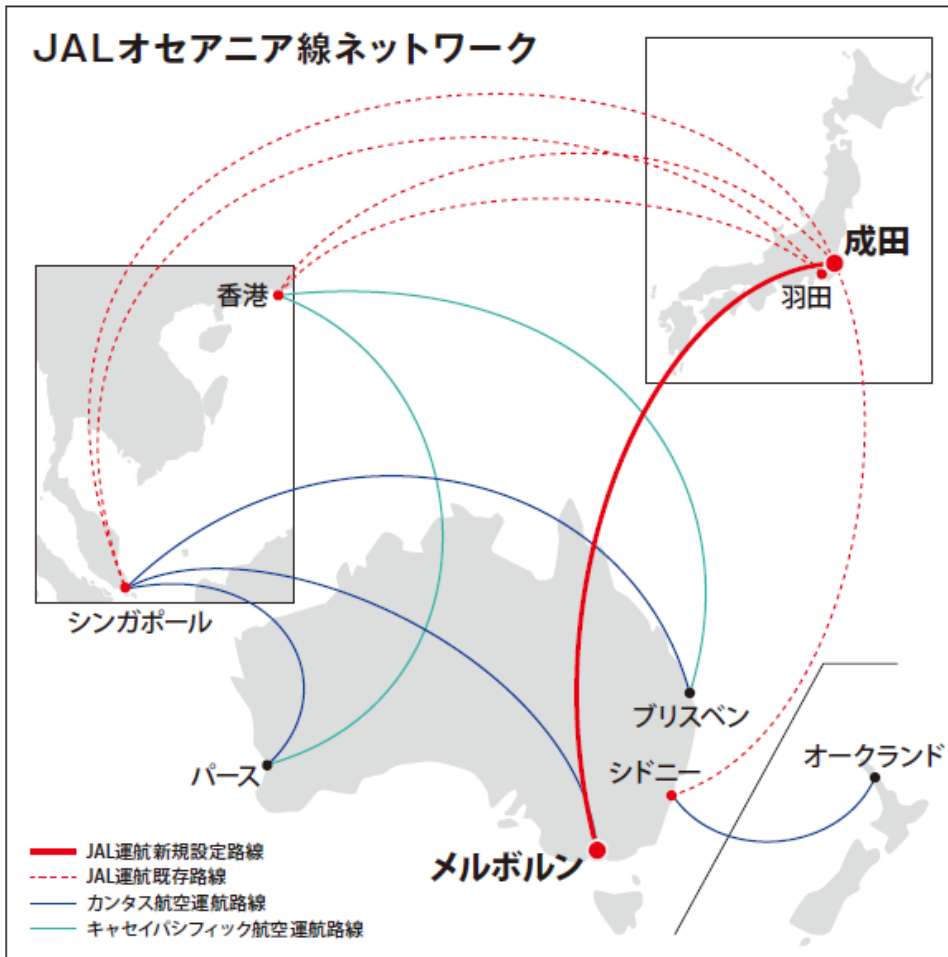 JALオセアニア線ネットワーク
成田
羽田
香港
シンガポール
ブリスベン
シドニー
オークランド
パース
メルボルン
JAL運航新規設定路線
JAL運航既存路線
カンタス航空運航路線
キャセイパシフィック航空運航路線